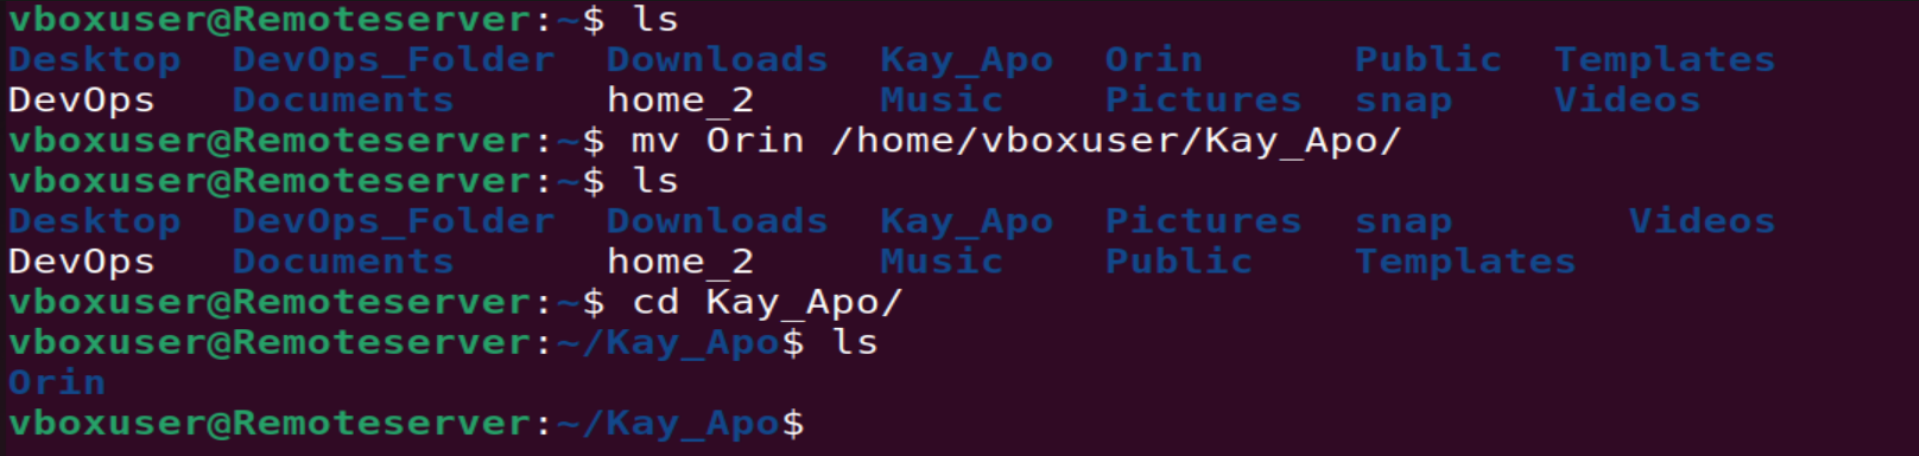 vboxuser@Remoteserver:~$ ls
Desktop  DevOps_Folder  Downloads  Kay_Apo  Orin      Public  Templates
DevOps   Documents      home_2     Music    Pictures  snap    Videos
vboxuser@Remoteserver:~$ mv Orin /home/vboxuser/Kay_Apo/
vboxuser@Remoteserver:~$ ls
Desktop  DevOps_Folder  Downloads  Kay_Apo  Pictures  snap       Videos
DevOps   Documents      home_2     Music    Public    Templates
vboxuser@Remoteserver:~$ cd Kay_Apo/
vboxuser@Remoteserver:~/Kay_Apo$ ls
Orin
vboxuser@Remoteserver:~/Kay_Apo$